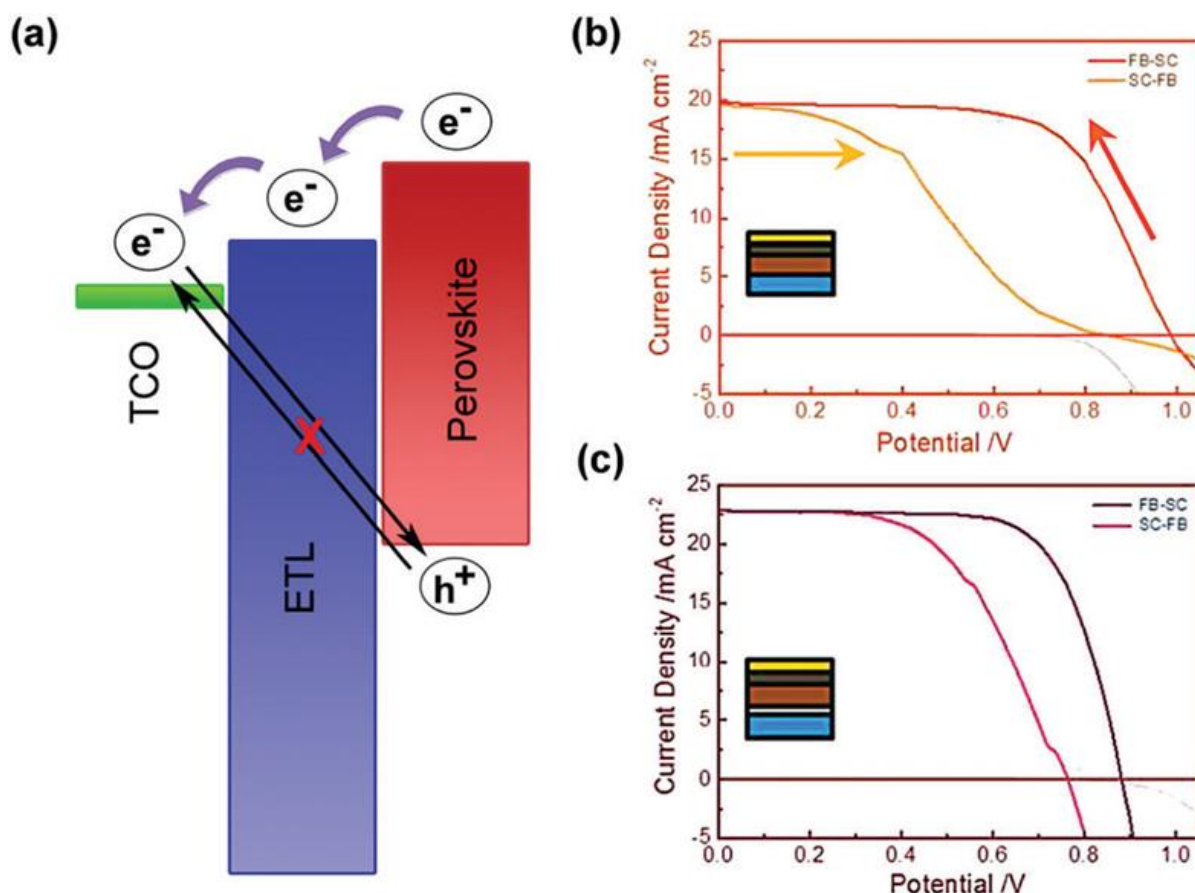 (a)
e-
e-
e-
TCO
ETL
Perovskite
X
h+
(b)
25
20
15
10
5
0
-5
0.0 0.2 0.4 0.6 0.8 1.0
Current Density /mA cm-2
Potential /V
FB-SC
SC-FB
(c)
25
20
15
10
5
0
-5
0.0 0.2 0.4 0.6 0.8 1.0
Current Density /mA cm-2
Potential /V
FB-SC
SC-FB